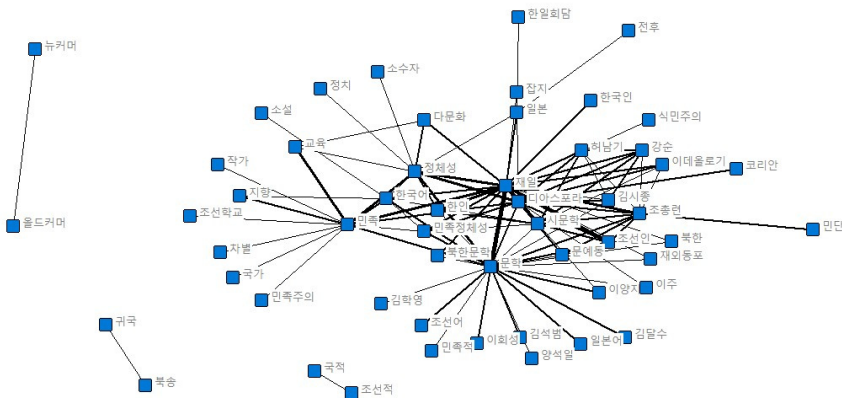 한일회담
전후
뉴커머
소수자
정치
잡지
한국인
소설
다문화
일본
식민주의
교육
허남기
강순
작가
정체성
이데올로기
코리안
재일
지향
한국어
디아스포라
김시종
조선학교
한인
조총련
민족
시문학
민단
올드커머
민족정체성
조선인
북한
차별
북한문학
문예동
재외동포
문학
국가
이양지
이주
민족주의
김학영
귀국
조선어
김석범
김달수
민족적
이회성
일본어
양석일
국적
북송
조선적